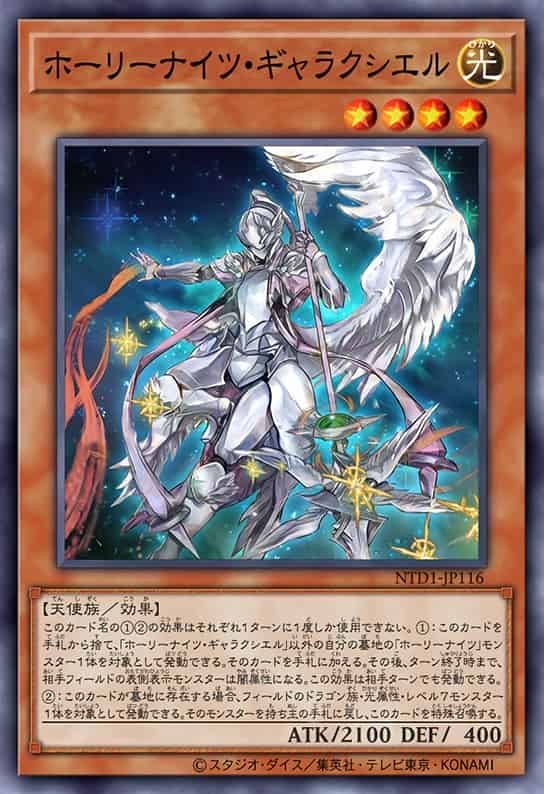 ホーリーナイツ・ギャラクシエル
光
NTD1-JP116
【天使族／効果】
このカード名の①②の効果はそれぞれ1ターンに1度しか使用できない。①：このカードを
手札から捨て、「ホーリーナイツ・ギャラクシエル」以外の自分の墓地の「ホーリーナイツ」モン
スター1体を対象として発動できる。そのカードを手札に加える。その後、ターン終了時まで、
相手フィールドの表側表示モンスターは闇属性になる。この効果は相手ターンでも発動できる。
②：このカードが墓地に存在する場合、フィールドのドラゴン族・光属性・レベル7モンスター
1体を対象として発動できる。そのモンスターを持ち主の手札に戻し、このカードを特殊召喚する。
ATK/2100 DEF/ 400
©スタジオ・ダイス/集英社・テレビ東京・KONAMI